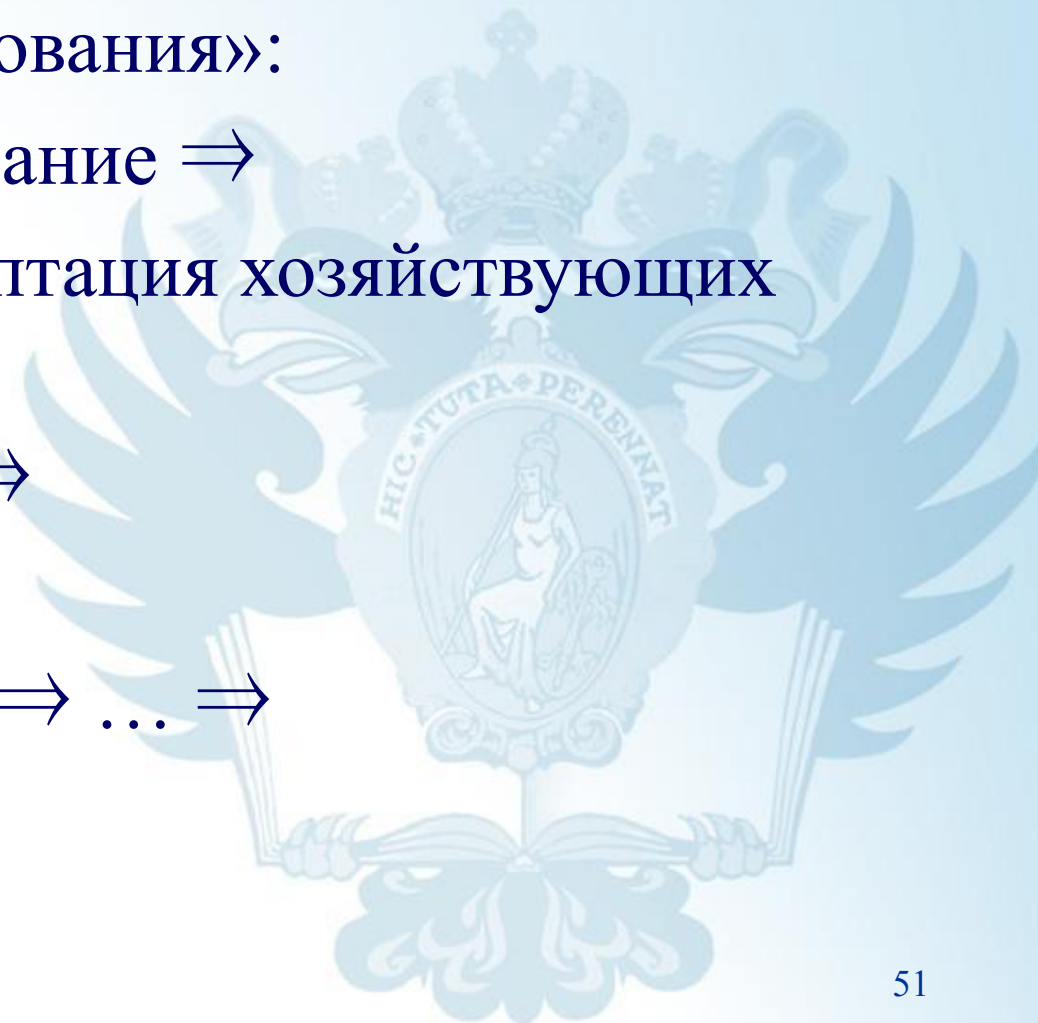 ования»:
ание ⇒
птация хозяйствующих
⇒
⇒ … ⇒
HIC * TUTA * PERENNAT
51